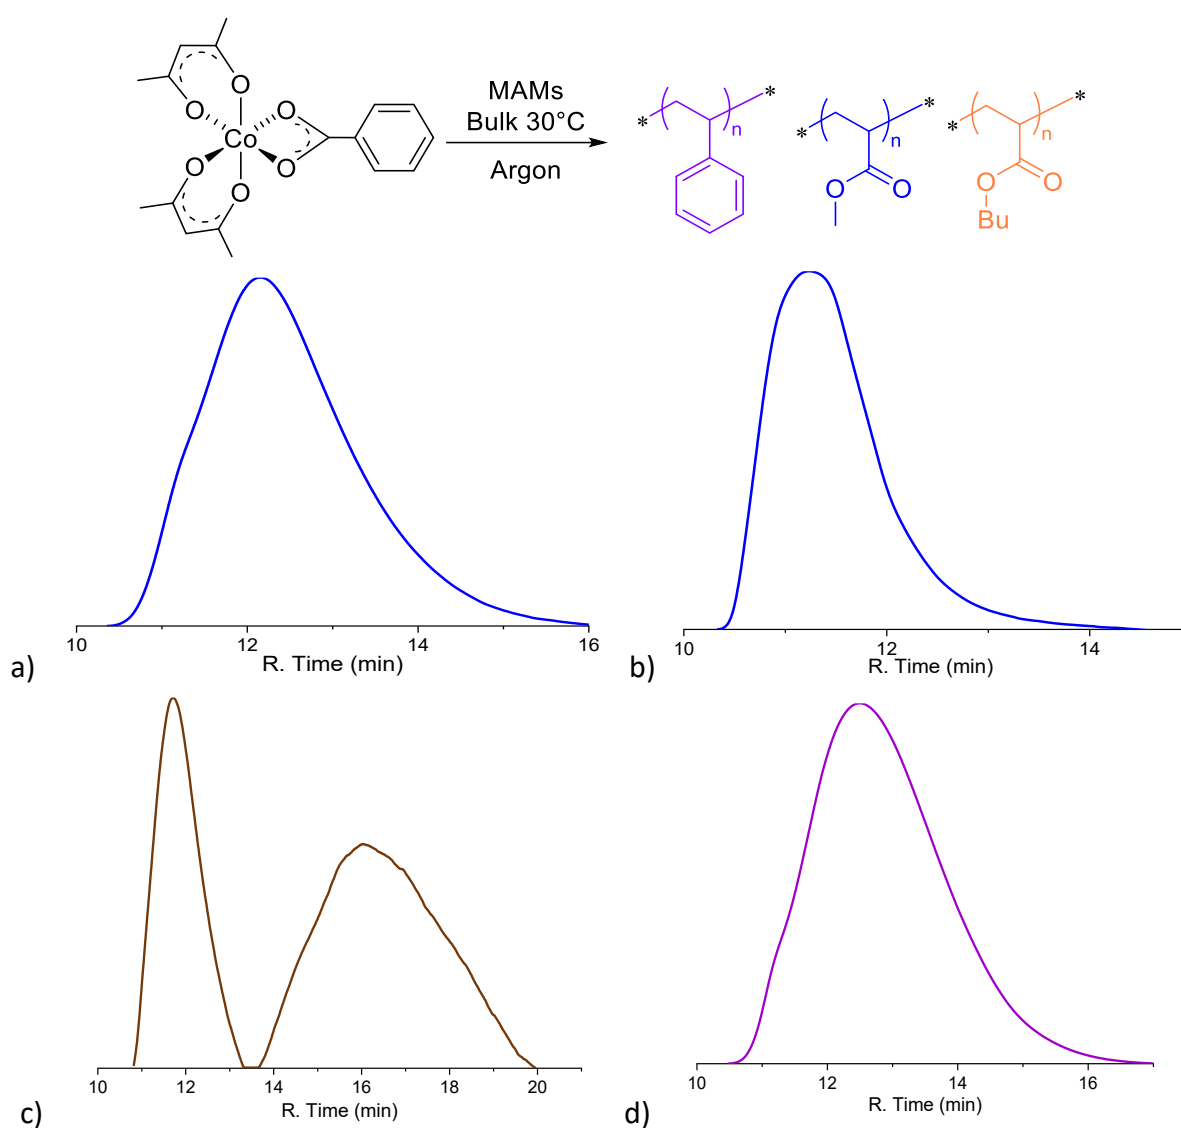 O
O
O
O
O
O
Co
MAMs
Bulk 30°C
Argon
*
*
n
*
*
n
O
O
*
*
n
O
O
Bu
10 12 14 16
R. Time (min)
a)
10 12 14
R. Time (min)
b)
10 12 14 16 18 20
R. Time (min)
c)
10 12 14 16
R. Time (min)
d)